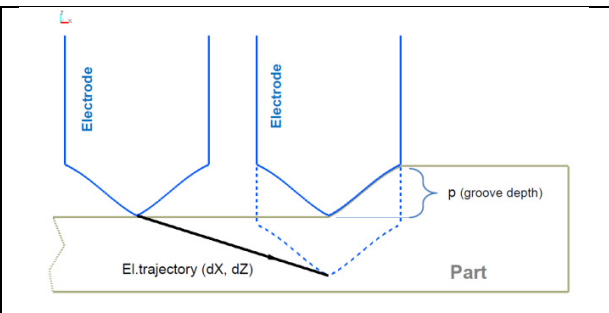 z
x
Electrode
Electrode
p (groove depth)
El.trajectory (dX, dZ)
Part